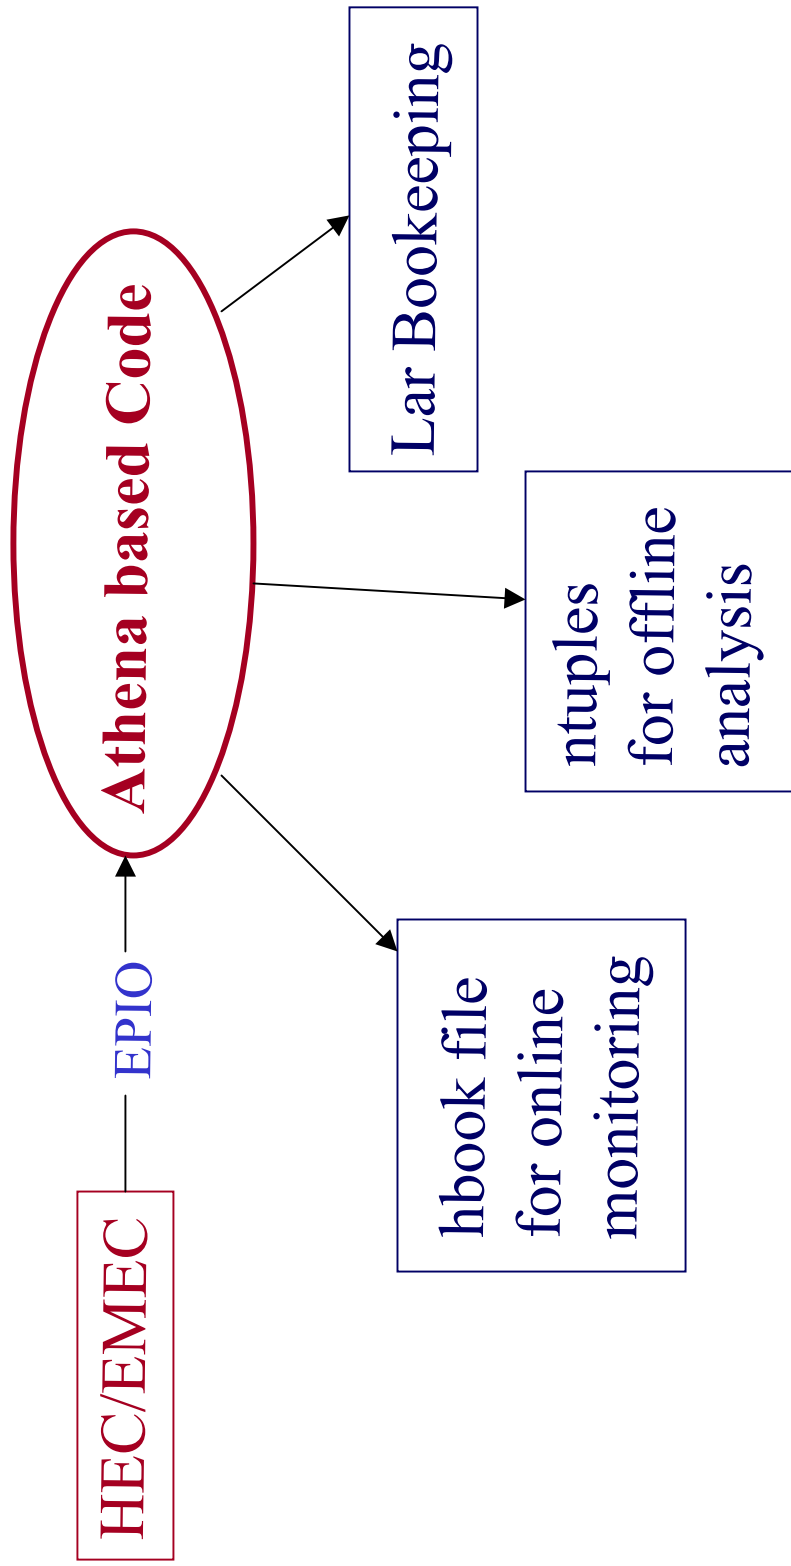 HEC/EMEC
EPIO
Athena based Code
hbook file
for online
monitoring
ntuples
for offline
analysis
Lar Bookeeping